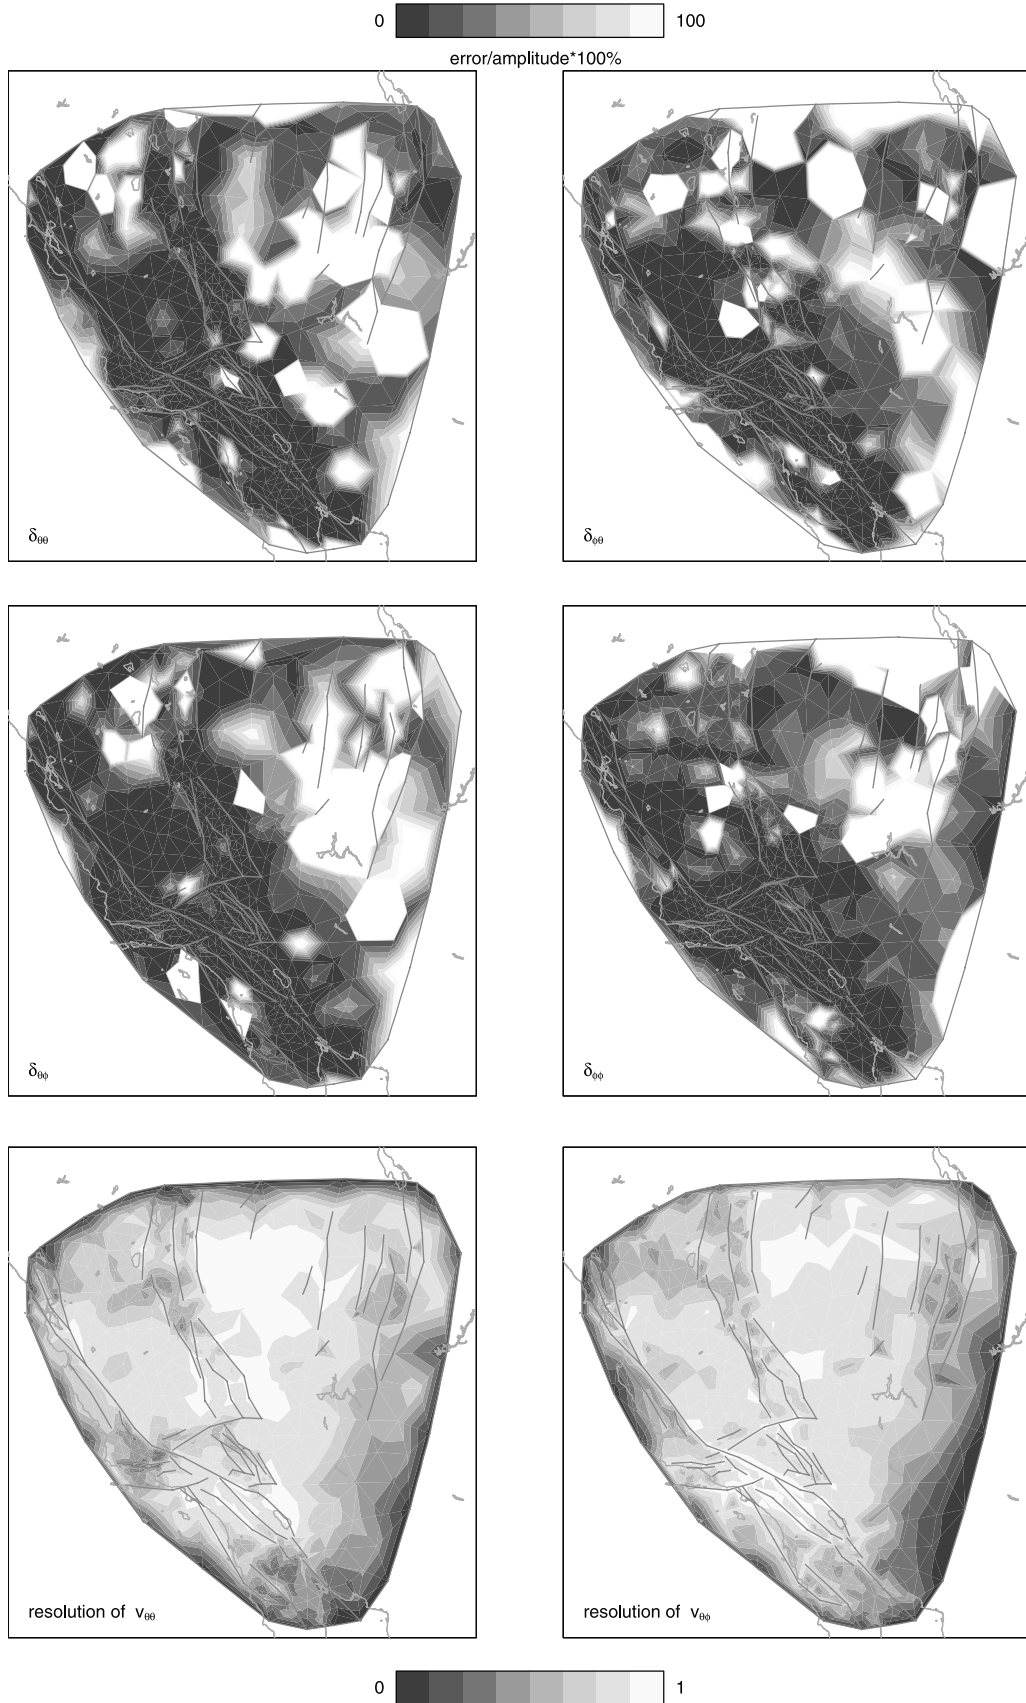 0 100
error/amplitude*100%
δθθ δϕθ
δθϕ δϕϕ
resolution of vθθ resolution of vθϕ
0 1